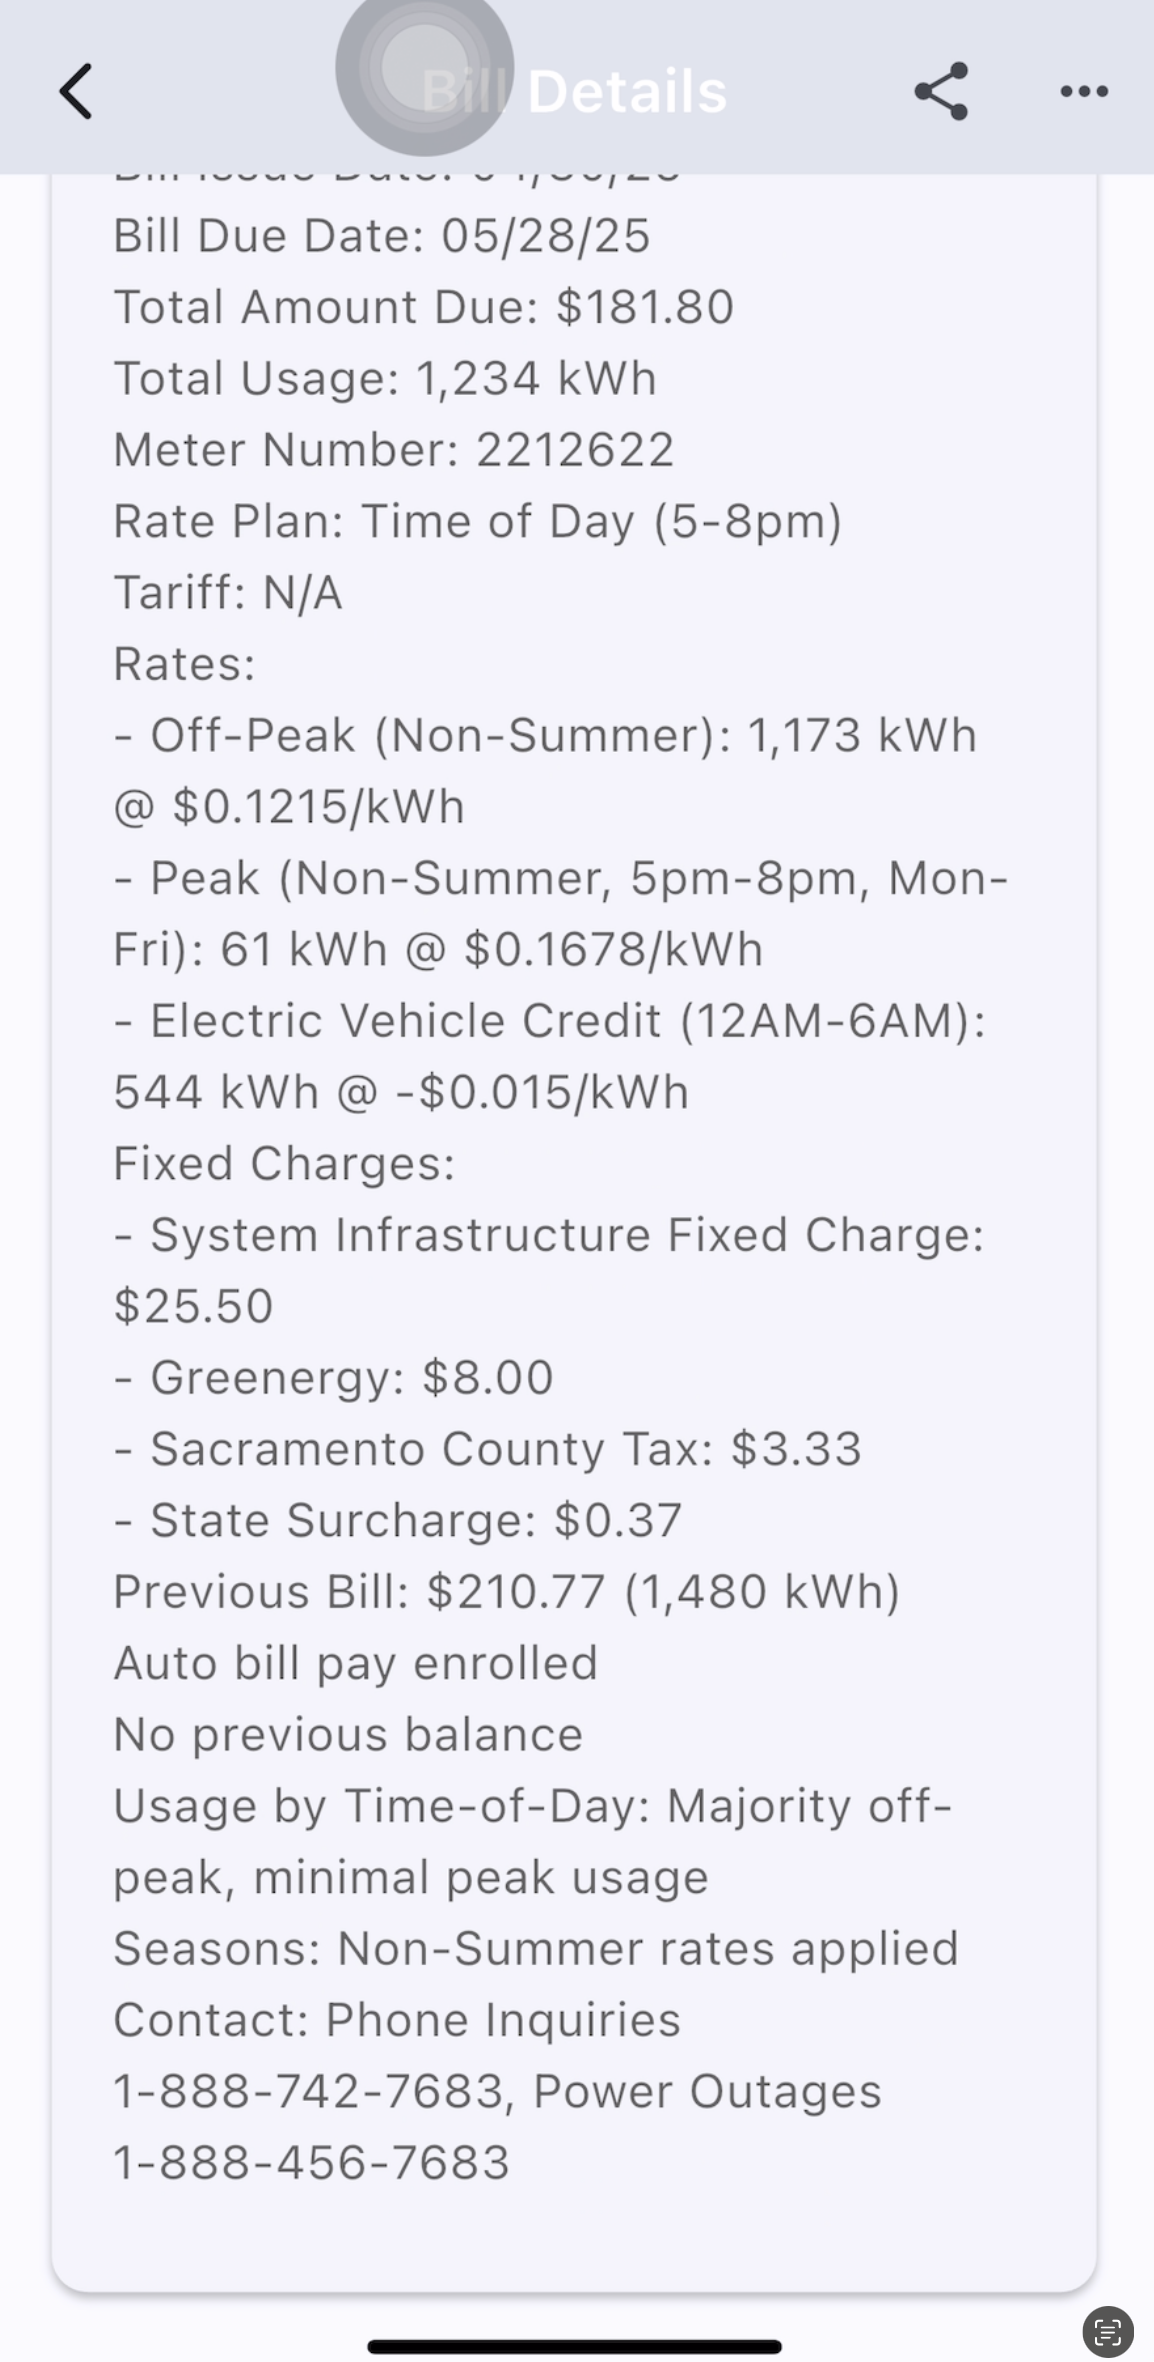 Bill Details
Bill Issue Date:
Bill Due Date: 05/28/25
Total Amount Due: $181.80
Total Usage: 1,234 kWh
Meter Number: 2212622
Rate Plan: Time of Day (5-8pm)
Tariff: N/A
Rates:
- Off-Peak (Non-Summer): 1,173 kWh
@ $0.1215/kWh
- Peak (Non-Summer, 5pm-8pm, Mon-
Fri): 61 kWh @ $0.1678/kWh
- Electric Vehicle Credit (12AM-6AM):
544 kWh @ -$0.015/kWh
Fixed Charges:
- System Infrastructure Fixed Charge:
$25.50
- Greenergy: $8.00
- Sacramento County Tax: $3.33
- State Surcharge: $0.37
Previous Bill: $210.77 (1,480 kWh)
Auto bill pay enrolled
No previous balance
Usage by Time-of-Day: Majority off-
peak, minimal peak usage
Seasons: Non-Summer rates applied
Contact: Phone Inquiries
1-888-742-7683, Power Outages
1-888-456-7683